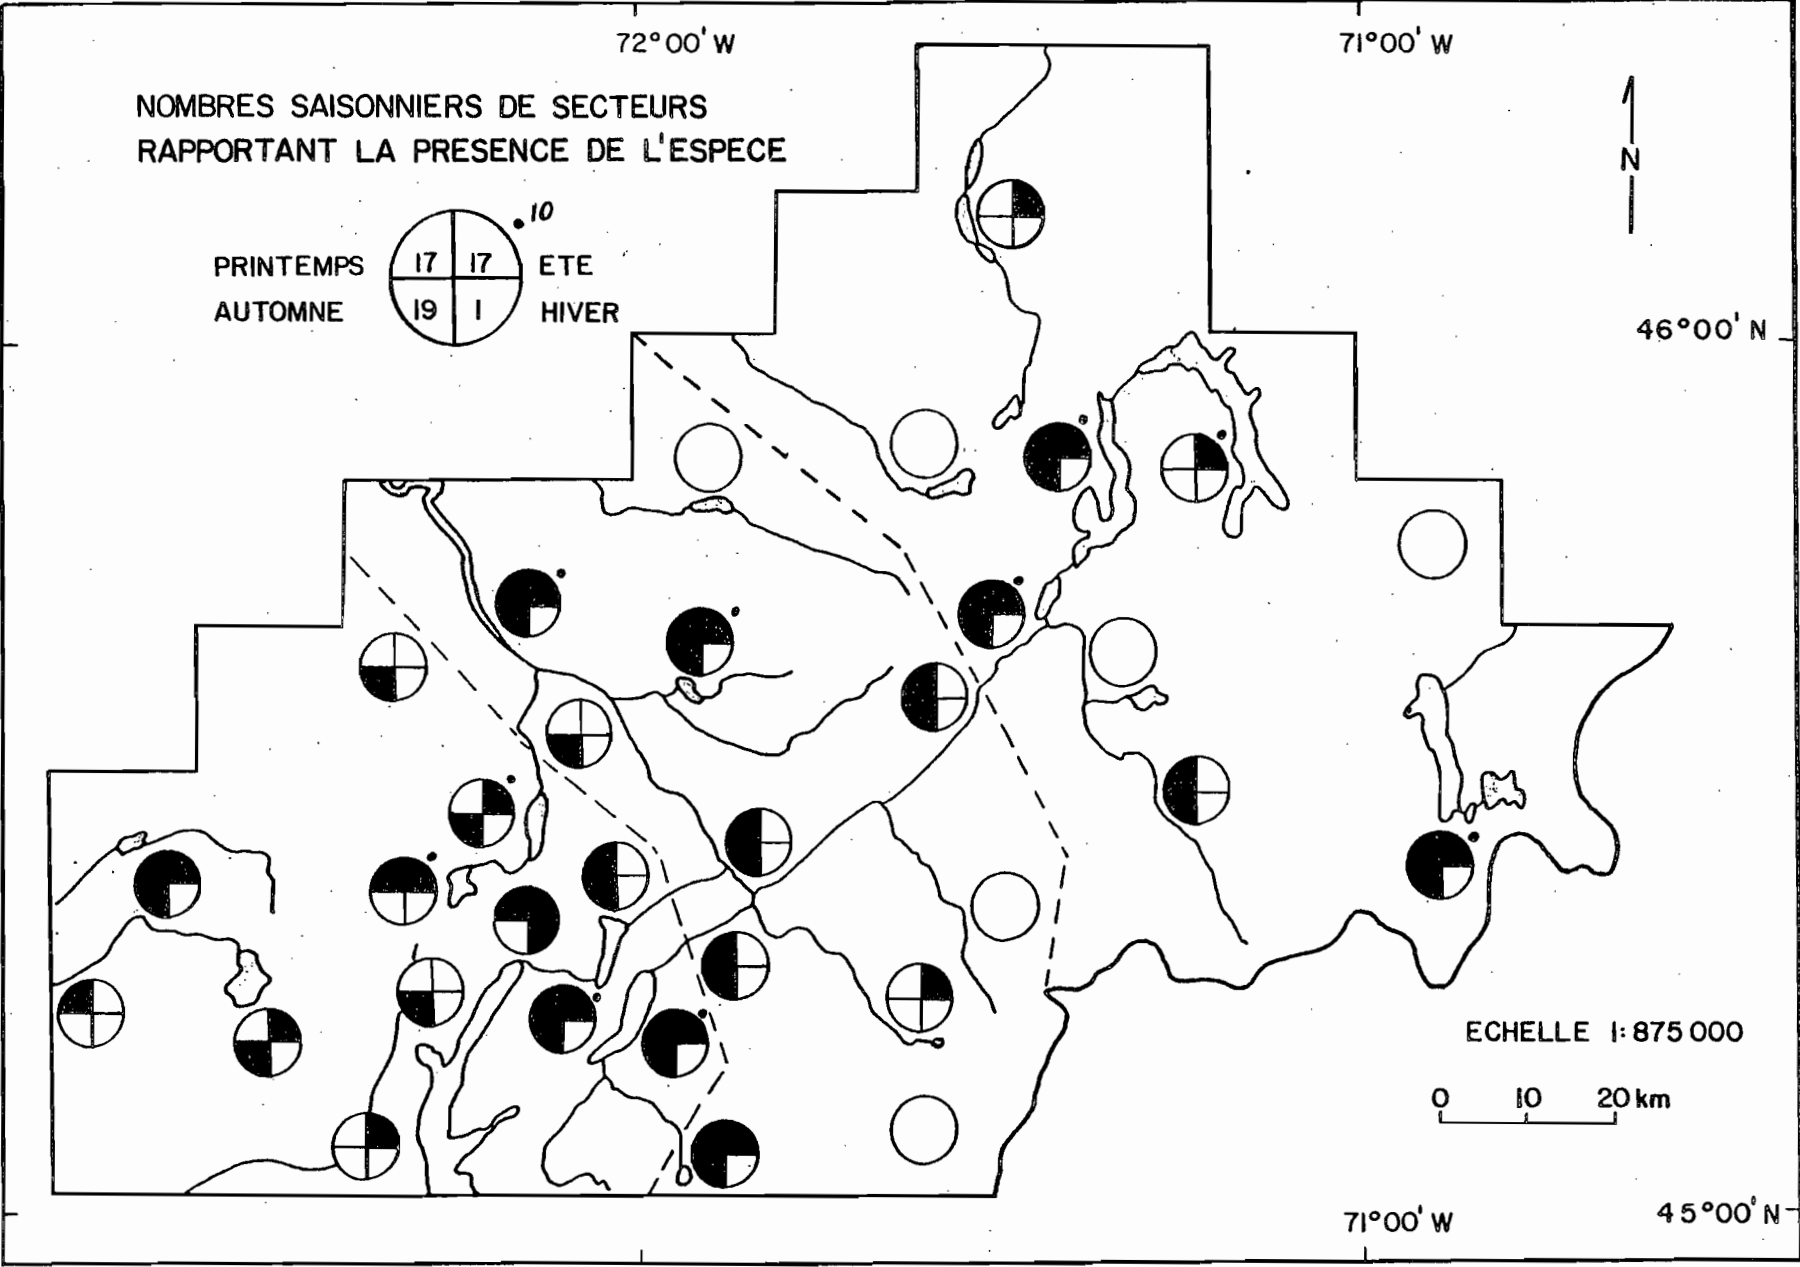 72°00' W
71°00' W
NOMBRES SAISONNIERS DE SECTEURS
RAPPORTANT LA PRESENCE DE L'ESPECE
10
PRINTEMPS 17 17 ETE
AUTOMNE 19 1 HIVER
N
46°00' N
ECHELLE 1:875 000
0 10 20 km
71°00' W
45°00' N